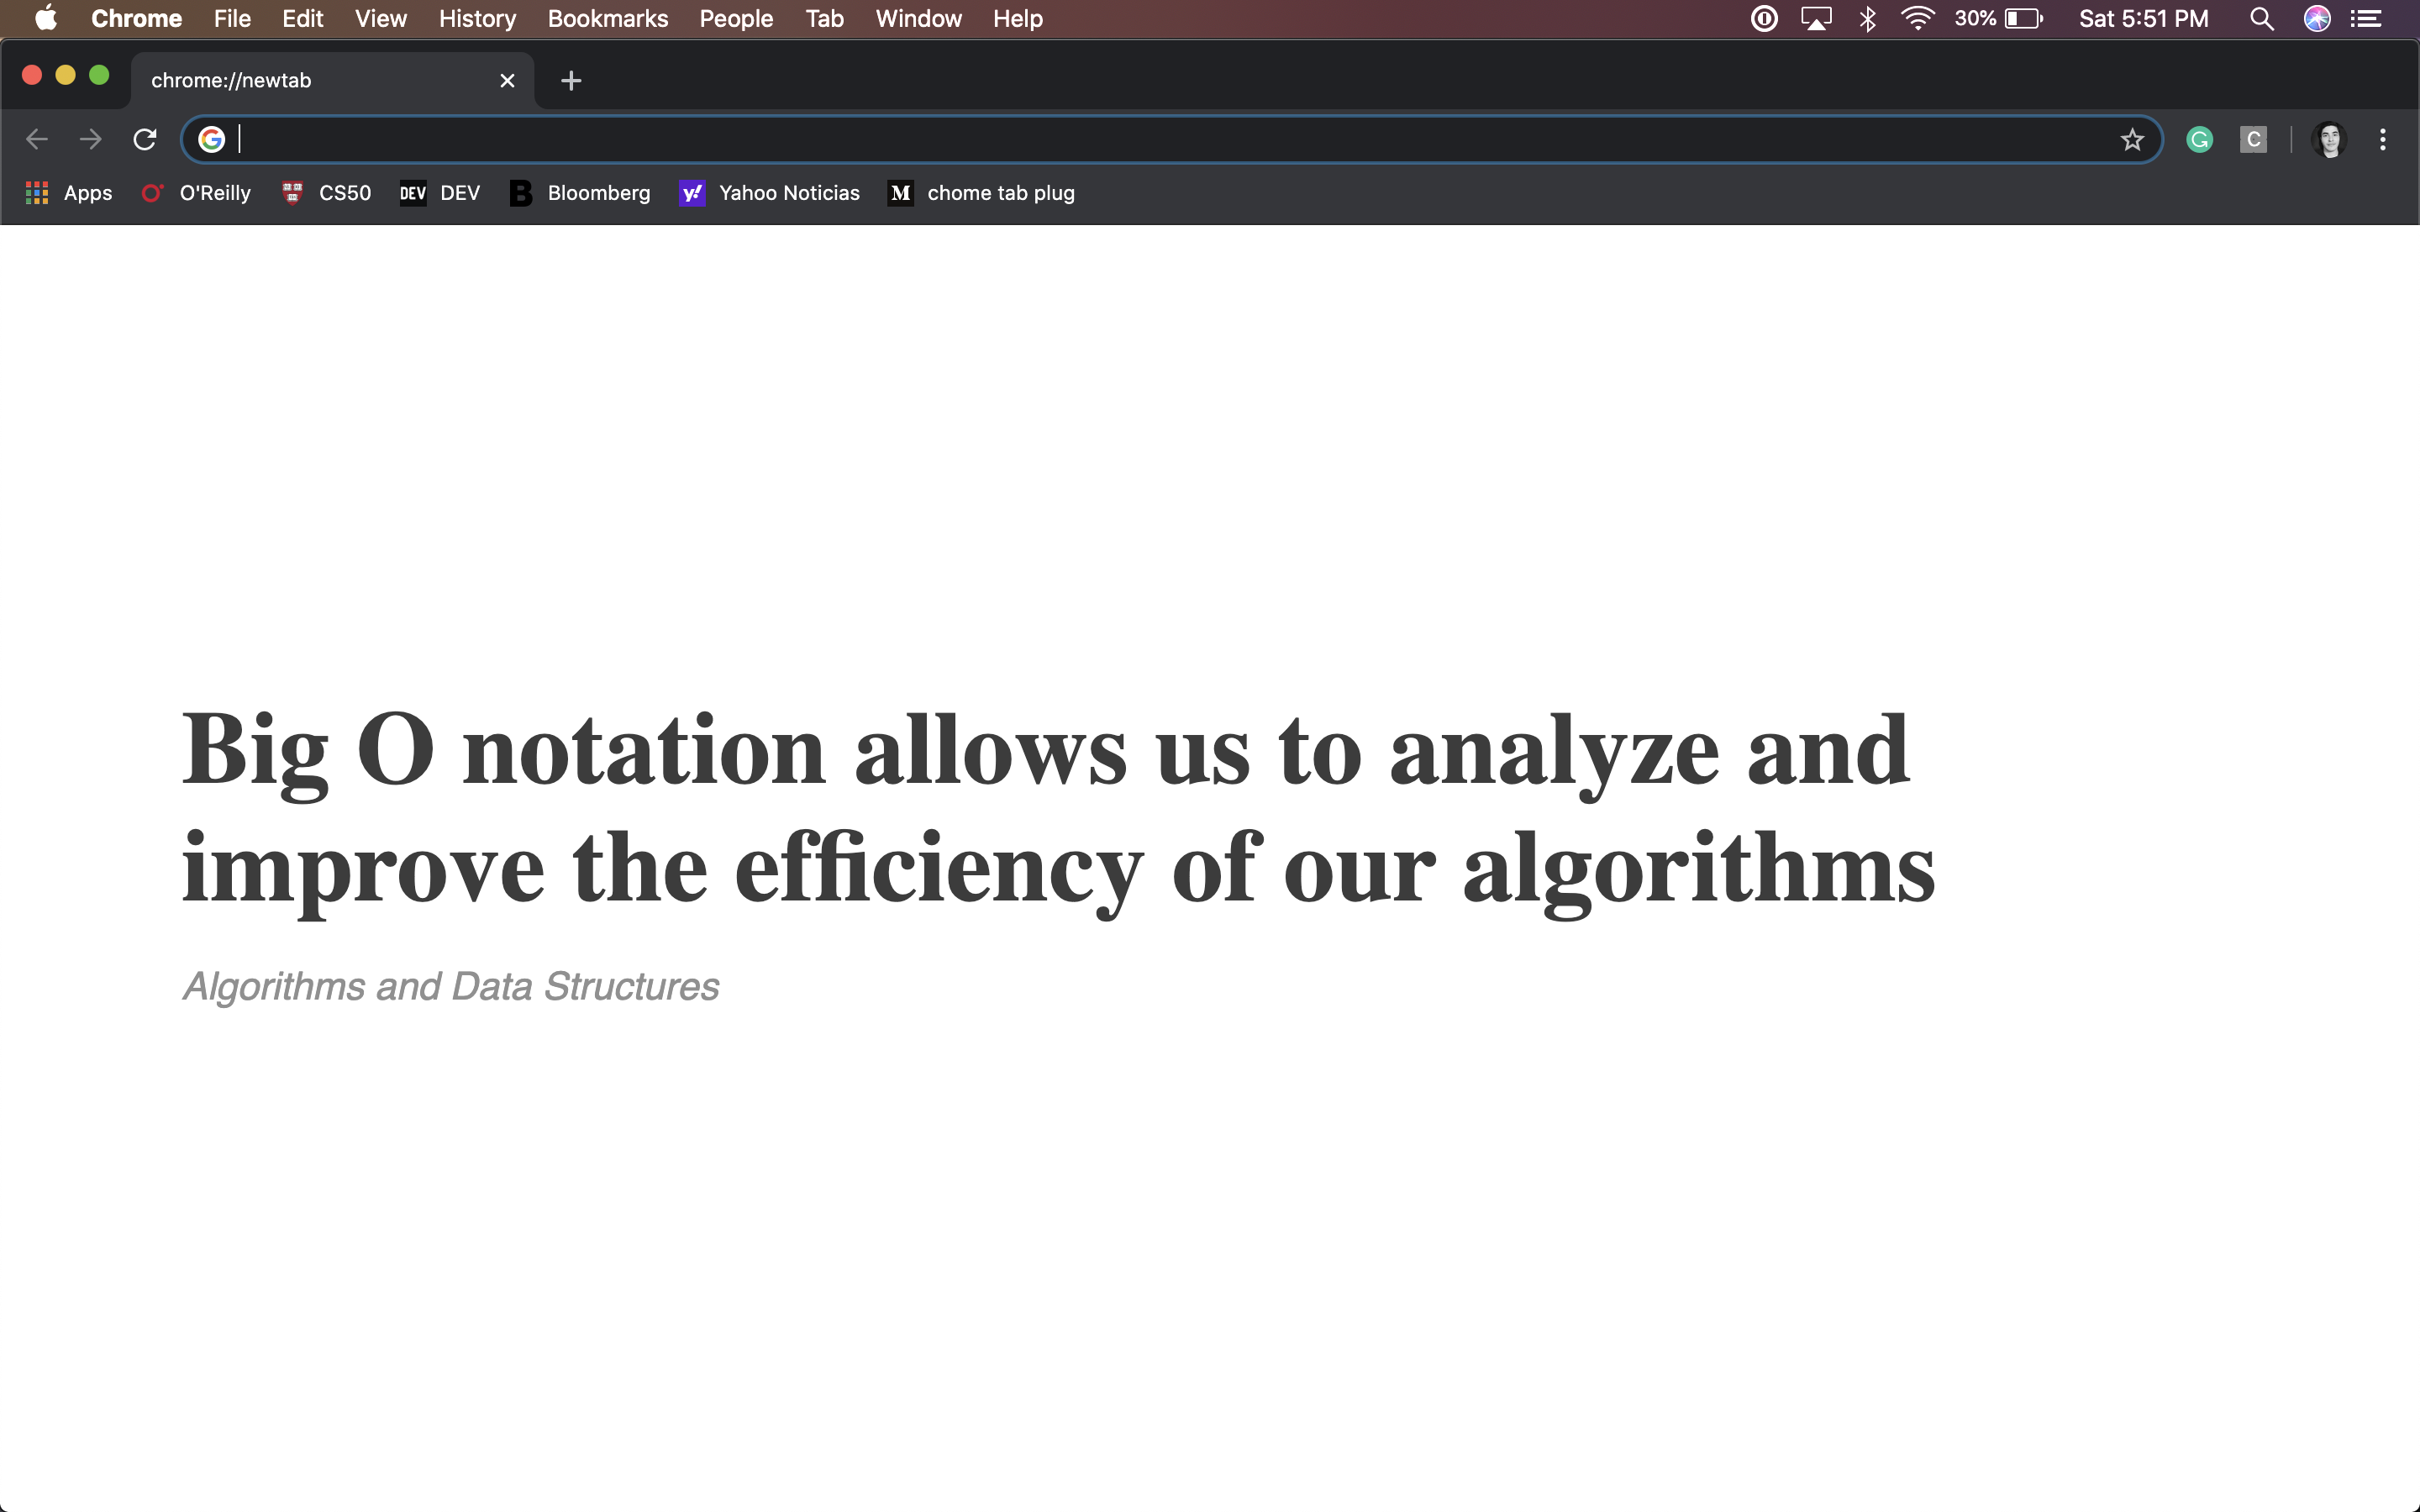 Chrome File Edit View History Bookmarks People Tab Window Help 30% Sat 5:51 PM
chrome://newtab
G C
Apps O'Reilly CS50 DEV DEV B Bloomberg y! Yahoo Noticias M chome tab plug
Big O notation allows us to analyze and
improve the efficiency of our algorithms
Algorithms and Data Structures